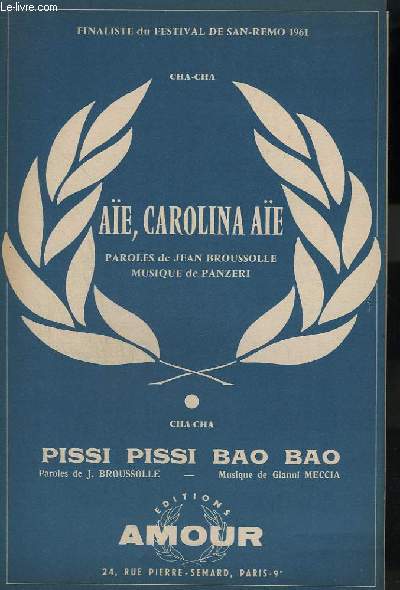 Le-livre.com
FINALISTE du FESTIVAL DE SAN-REMO 1961
CHA-CHA
AÏE, CAROLINA AÏE
PAROLES de JEAN BROUSSOLLE
MUSIQUE de PANZERI
CHA-CHA
PISSI PISSI BAO BAO
Paroles de J. BROUSSOLLE — Musique de Gianni MECCIA
EDITIONS
AMOUR
24, RUE PIERRE-SEMARD, PARIS-9e